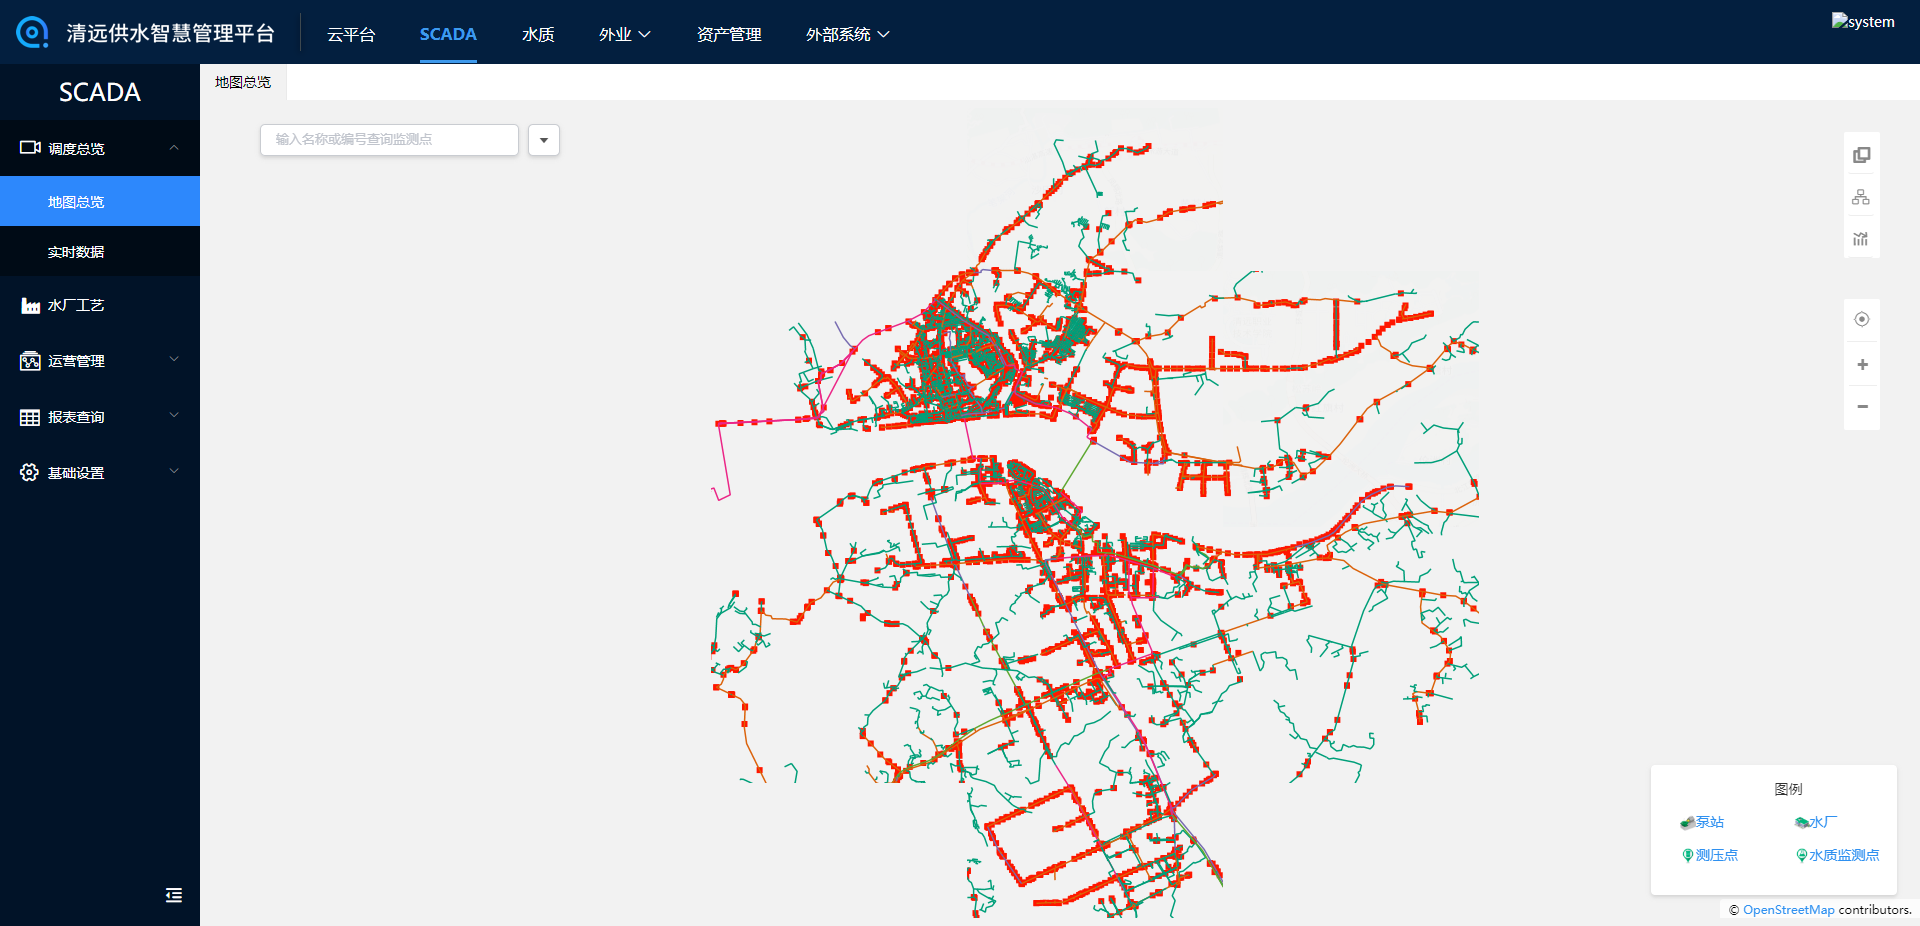 清远供水智慧管理平台
云平台
SCADA
水质
外业
资产管理
外部系统
system
SCADA
调度总览
地图总览
实时数据
水厂工艺
运营管理
报表查询
基础设置
地图总览
输入名称或编号查询监测点
图例
泵站
水厂
测压点
水质监测点
© OpenStreetMap contributors.